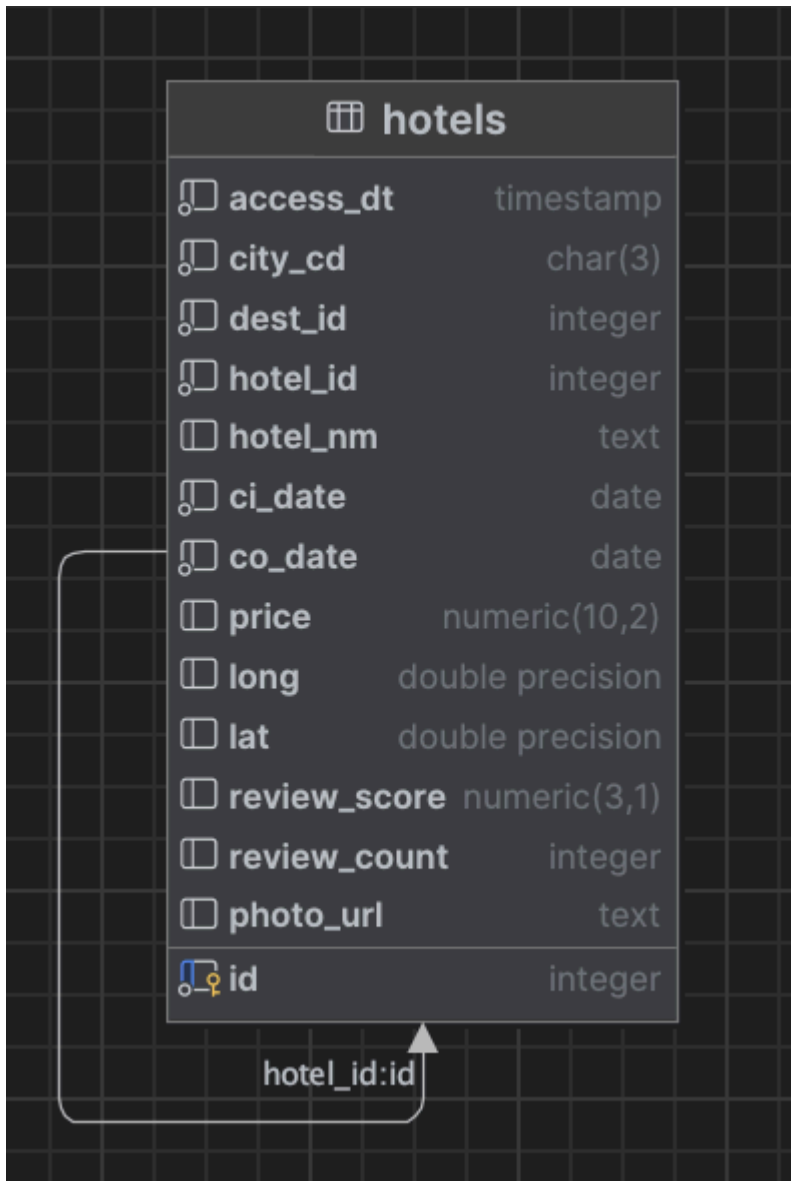 hotels
access_dt timestamp
city_cd char(3)
dest_id integer
hotel_id integer
hotel_nm text
ci_date date
co_date date
price numeric(10,2)
long double precision
lat double precision
review_score numeric(3,1)
review_count integer
photo_url text
id integer
hotel_id:id